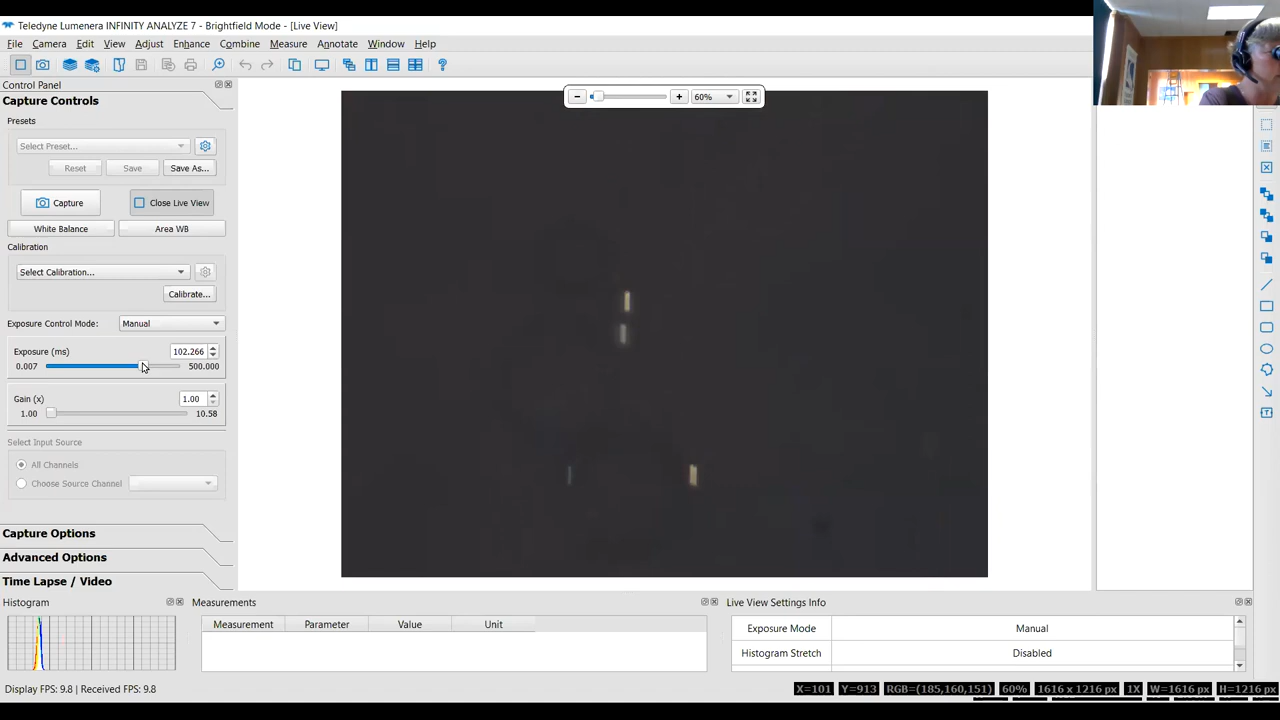 Teledyne Lumenera INFINITY ANALYZE 7 - Brightfield Mode - [Live View]
File Camera Edit View Adjust Enhance Combine Measure Annotate Window Help
Control Panel
Capture Controls
60%
Presets
Select Preset...
Reset Save Save As...
Capture Close Live View
White Balance Area WB
Calibration
Select Calibration...
Calibrate...
Exposure Control Mode: Manual
Exposure (ms) 102.266
0.007 500.000
Gain (x) 1.00
1.00 10.58
Select Input Source
All Channels
Choose Source Channel
Capture Options
Advanced Options
Time Lapse / Video
Histogram Measurements Live View Settings Info
Measurement Parameter Value Unit
Exposure Mode Manual
Histogram Stretch Disabled
Display FPS: 9.8 | Received FPS: 9.8 X=101 Y=913 RGB=(185,160,151) 60% 1616 x 1216 px 1X W=1616 px H=1216 px